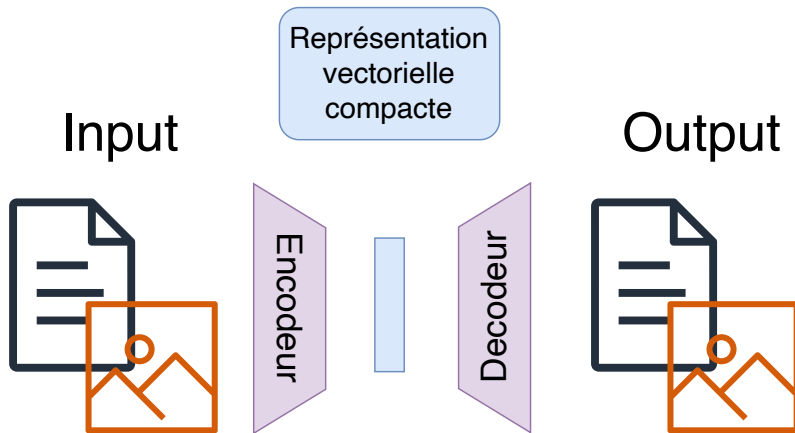 Représentation
vectorielle
compacte
Input
Output
Encodeur
Decodeur